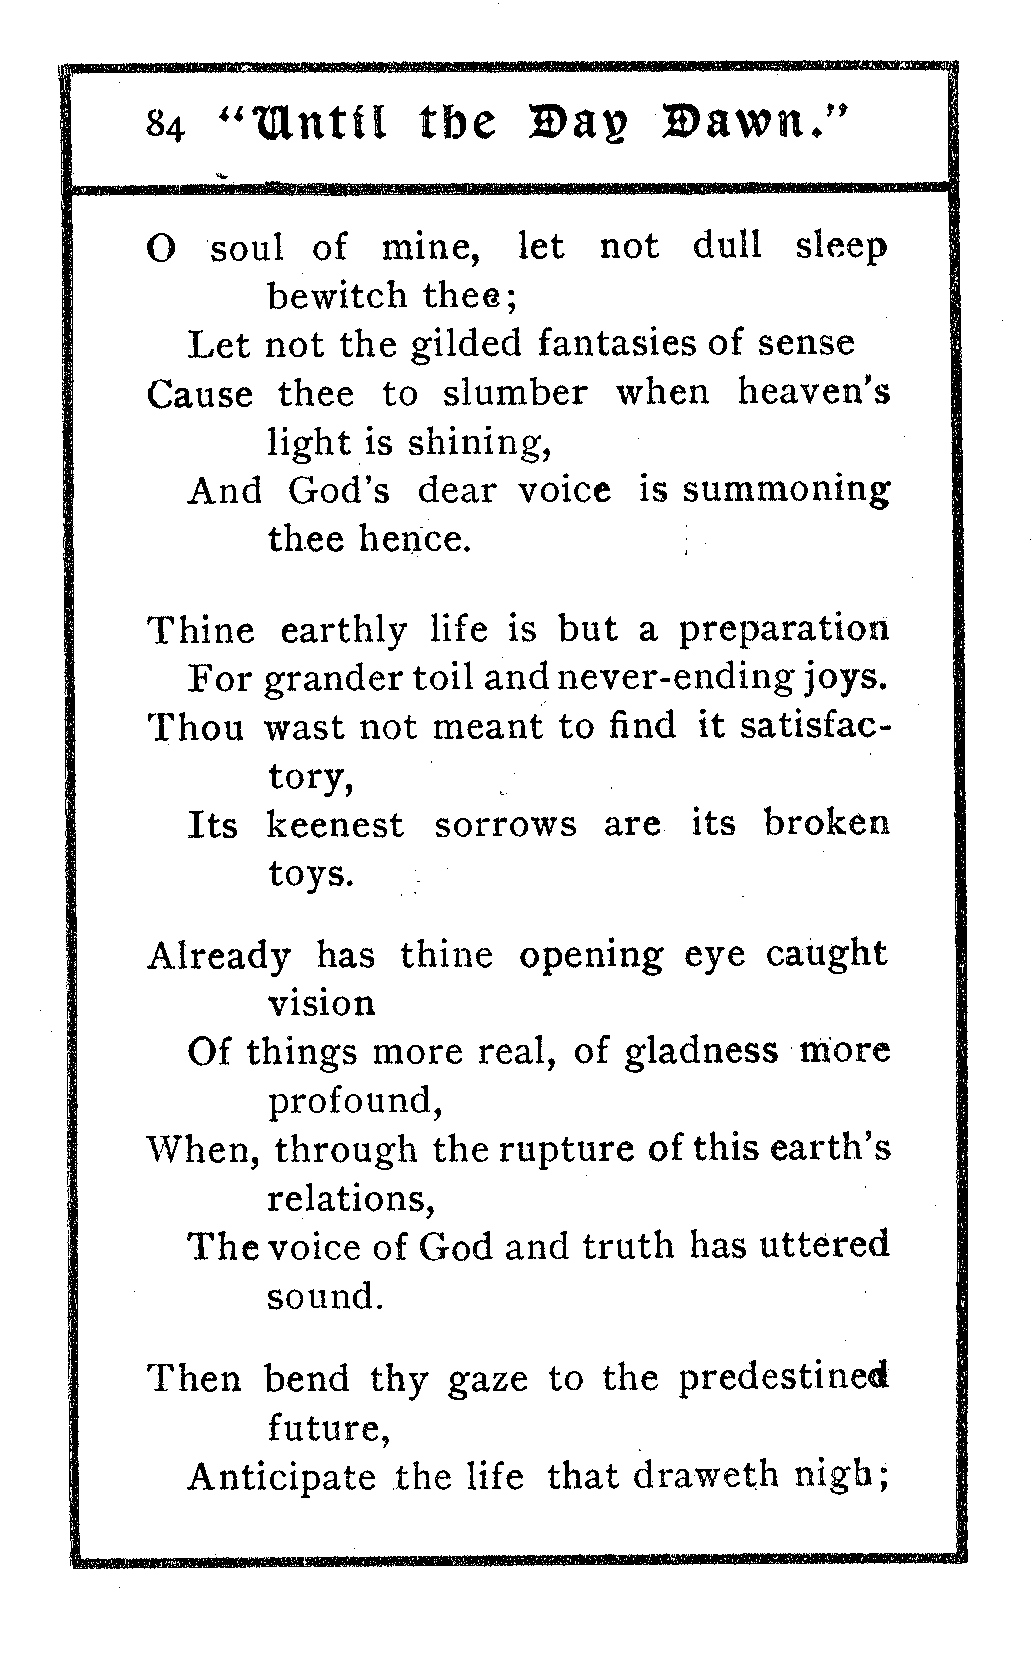 84 “Until the Day Dawn.”
O soul of mine, let not dull sleep
bewitch thee;
Let not the gilded fantasies of sense
Cause thee to slumber when heaven's
light is shining,
And God's dear voice is summoning
thee hence.
Thine earthly life is but a preparation
For grander toil and never-ending joys.
Thou wast not meant to find it satisfac-
tory,
Its keenest sorrows are its broken
toys.
Already has thine opening eye caught
vision
Of things more real, of gladness more
profound,
When, through the rupture of this earth's
relations,
The voice of God and truth has uttered
sound.
Then bend thy gaze to the predestined
future,
Anticipate the life that draweth nigh;